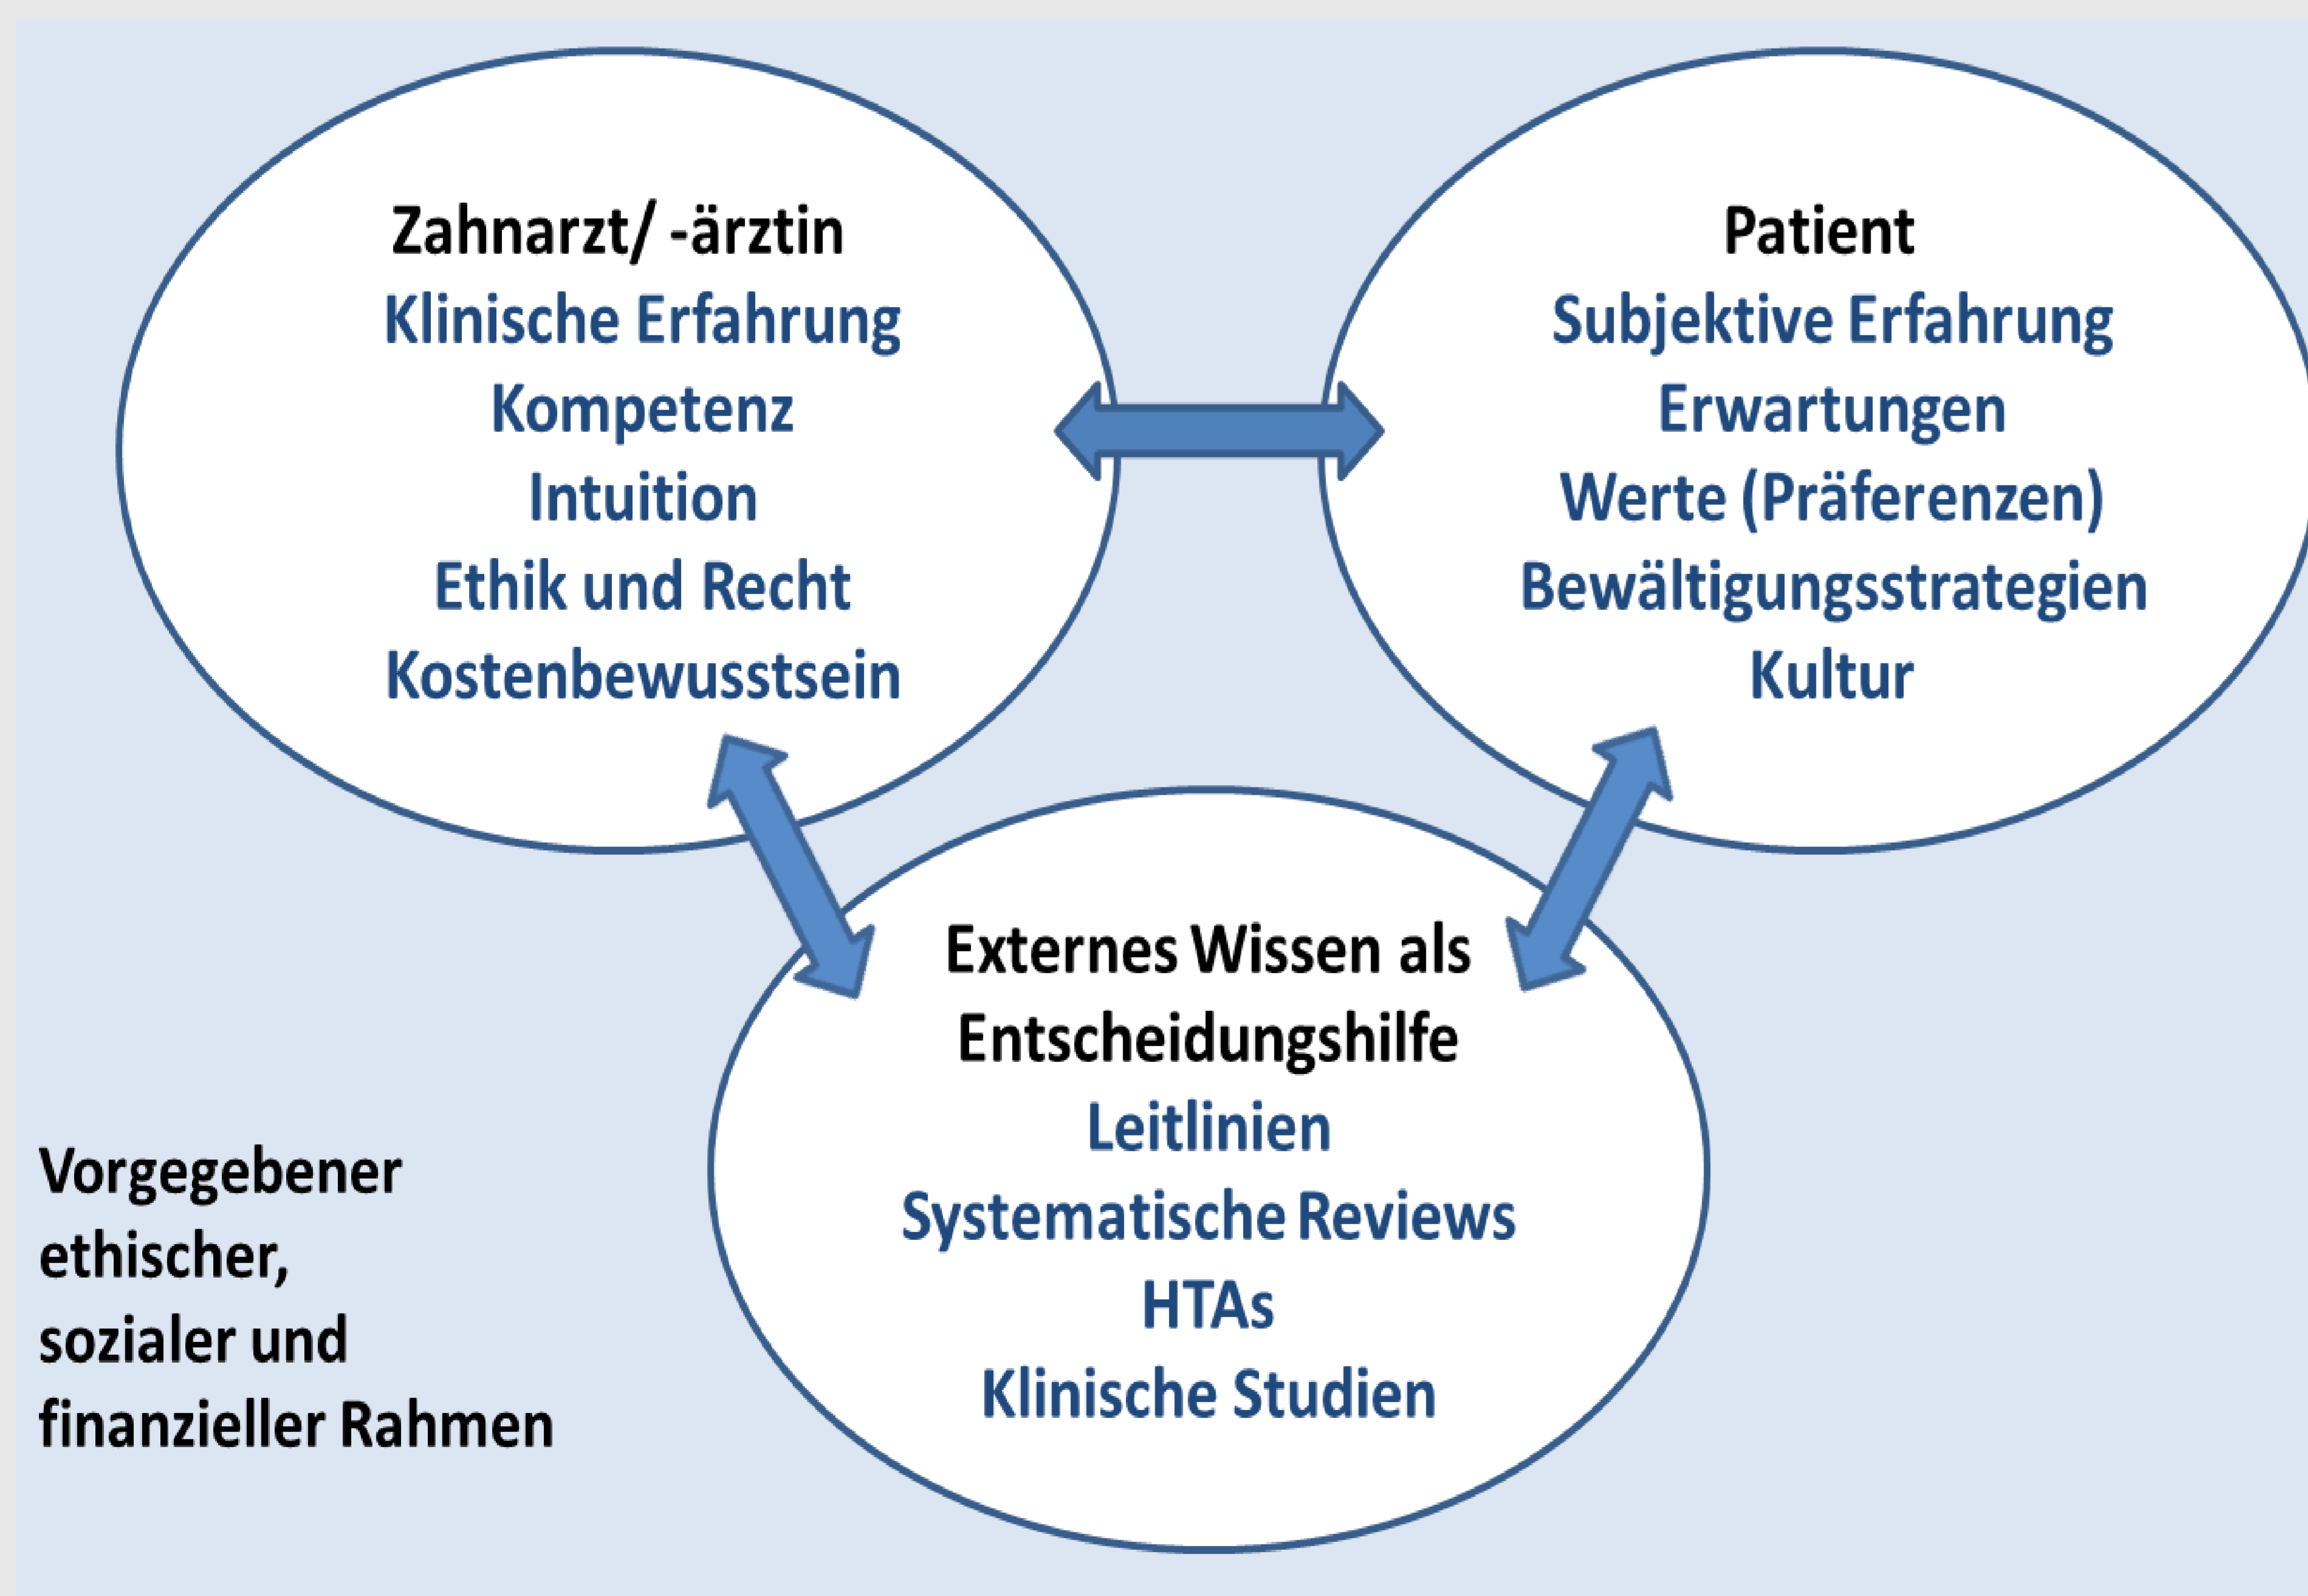 Zahnarzt/ -ärztin
Klinische Erfahrung
Kompetenz
Intuition
Ethik und Recht
Kostenbewusstsein
Patient
Subjektive Erfahrung
Erwartungen
Werte (Präferenzen)
Bewältigungsstrategien
Kultur
Externes Wissen als
Entscheidungshilfe
Leitlinien
Systematische Reviews
HTAs
Klinische Studien
Vorgegebener
ethischer,
sozialer und
finanzieller Rahmen